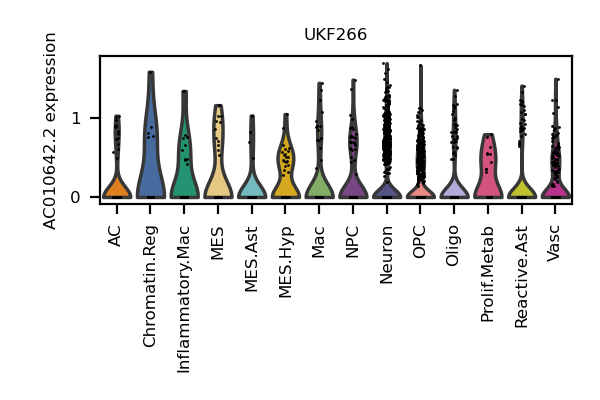 UKF266
AC010642.2 expression
1
0
AC
Chromatin.Reg
Inflammatory.Mac
MES
MES.Ast
MES.Hyp
Mac
NPC
Neuron
OPC
Oligo
Prolif.Metab
Reactive.Ast
Vasc